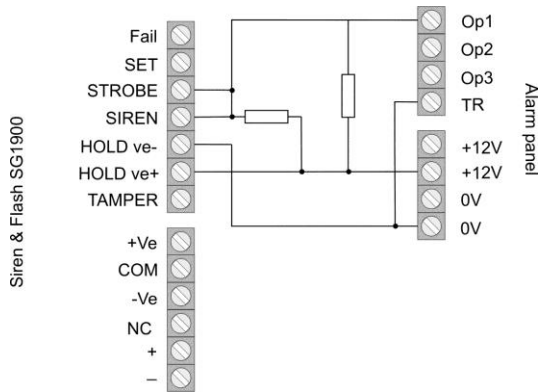 Siren & Flash SG1900
Fail
SET
STROBE
SIREN
HOLD ve-
HOLD ve+
TAMPER
+Ve
COM
-Ve
NC
+
–
Op1
Op2
Op3
TR
+12V
+12V
0V
0V
Alarm panel